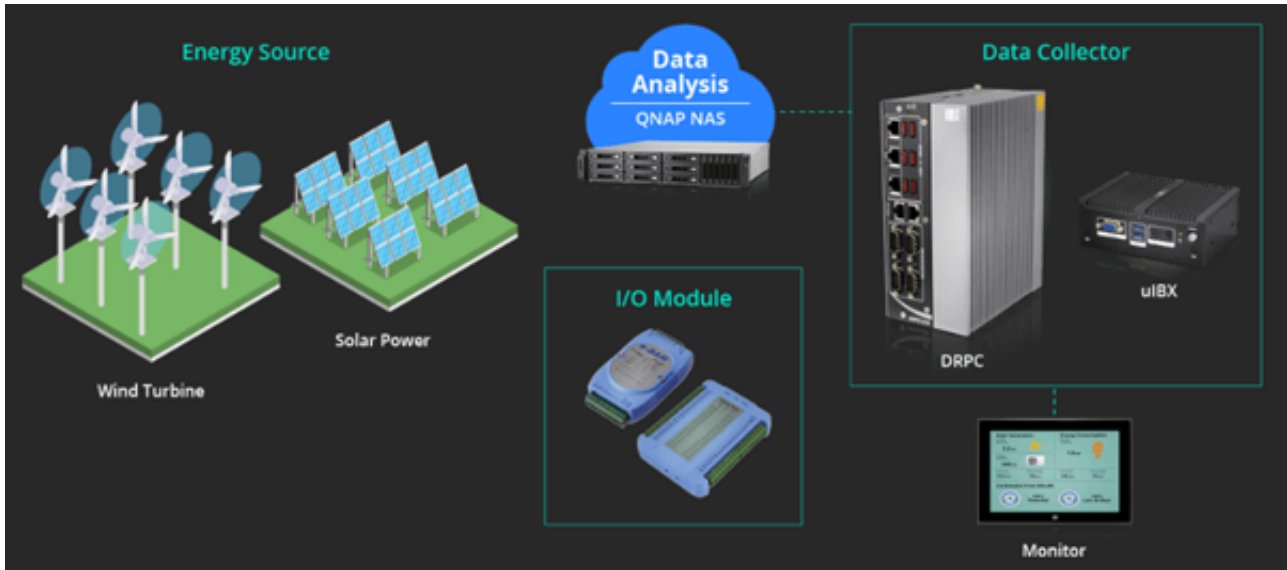 Energy Source
Wind Turbine
Solar Power
Data
Analysis
QNAP NAS
I/O Module
Data Collector
DRPC
uIBX
Monitor